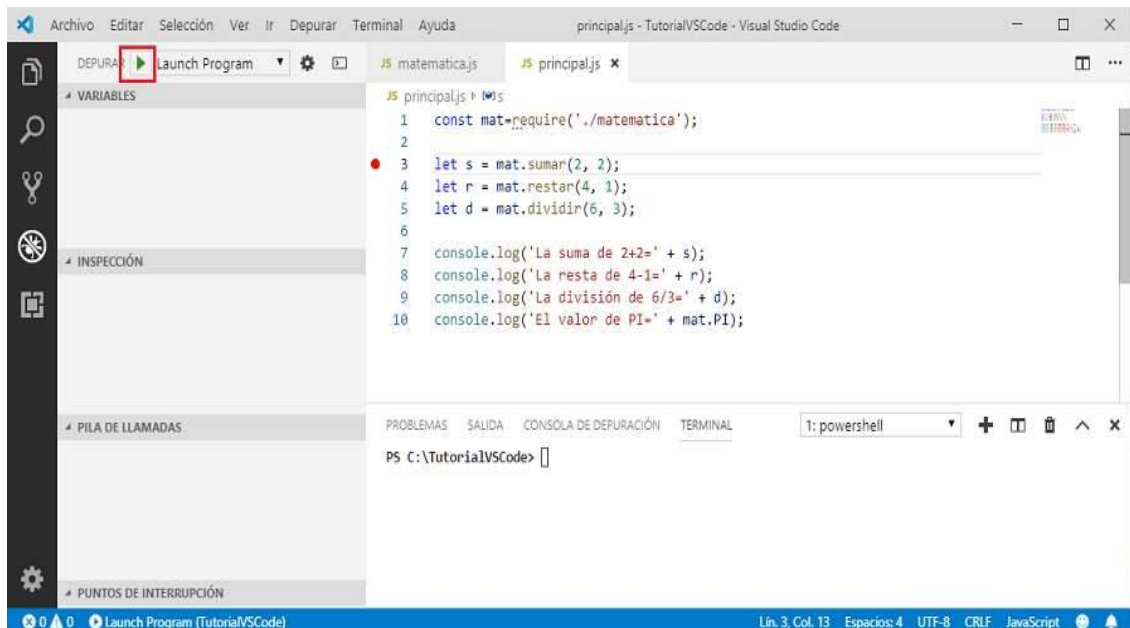 Archivo Editar Selección Ver Ir Depurar Terminal Ayuda principal.js - TutorialVSCode - Visual Studio Code
DEPURAR Launch Program
JS matematica.js JS principal.js
VARIABLES
JS principal.js s
1 const mat=require('./matematica');
2
3 let s = mat.sumar(2, 2);
4 let r = mat.restar(4, 1);
5 let d = mat.dividir(6, 3);
6
7 console.log('La suma de 2+2=' + s);
8 console.log('La resta de 4-1=' + r);
9 console.log('La división de 6/3=' + d);
10 console.log('El valor de PI=' + mat.PI);
INSPECCIÓN
PILA DE LLAMADAS
PUNTOS DE INTERRUPCIÓN
PROBLEMAS SALIDA CONSOLA DE DEPURACIÓN TERMINAL 1: powershell
PS C:\TutorialVSCode>
0 0 Launch Program (TutorialVSCode) Lín. 3, Col. 13 Espacios: 4 UTF-8 CRLF JavaScript